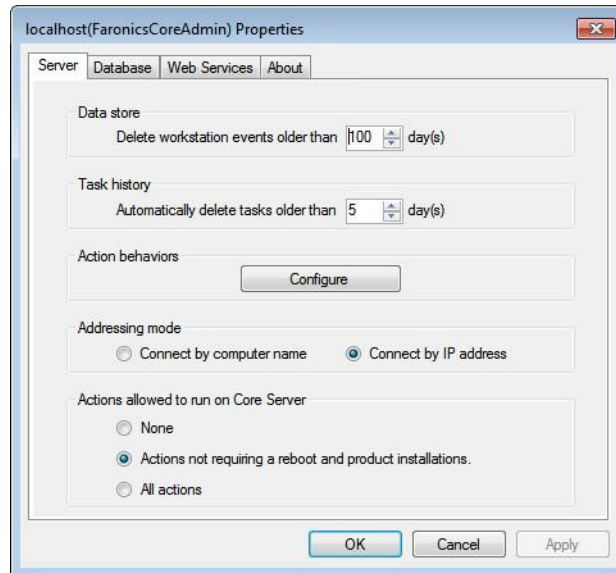 localhost(FaronicsCoreAdmin) Properties
Server Database Web Services About
Data store
Delete workstation events older than 100 day(s)
Task history
Automatically delete tasks older than 5 day(s)
Action behaviors
Configure
Addressing mode
Connect by computer name Connect by IP address
Actions allowed to run on Core Server
None
Actions not requiring a reboot and product installations.
All actions
OK Cancel Apply